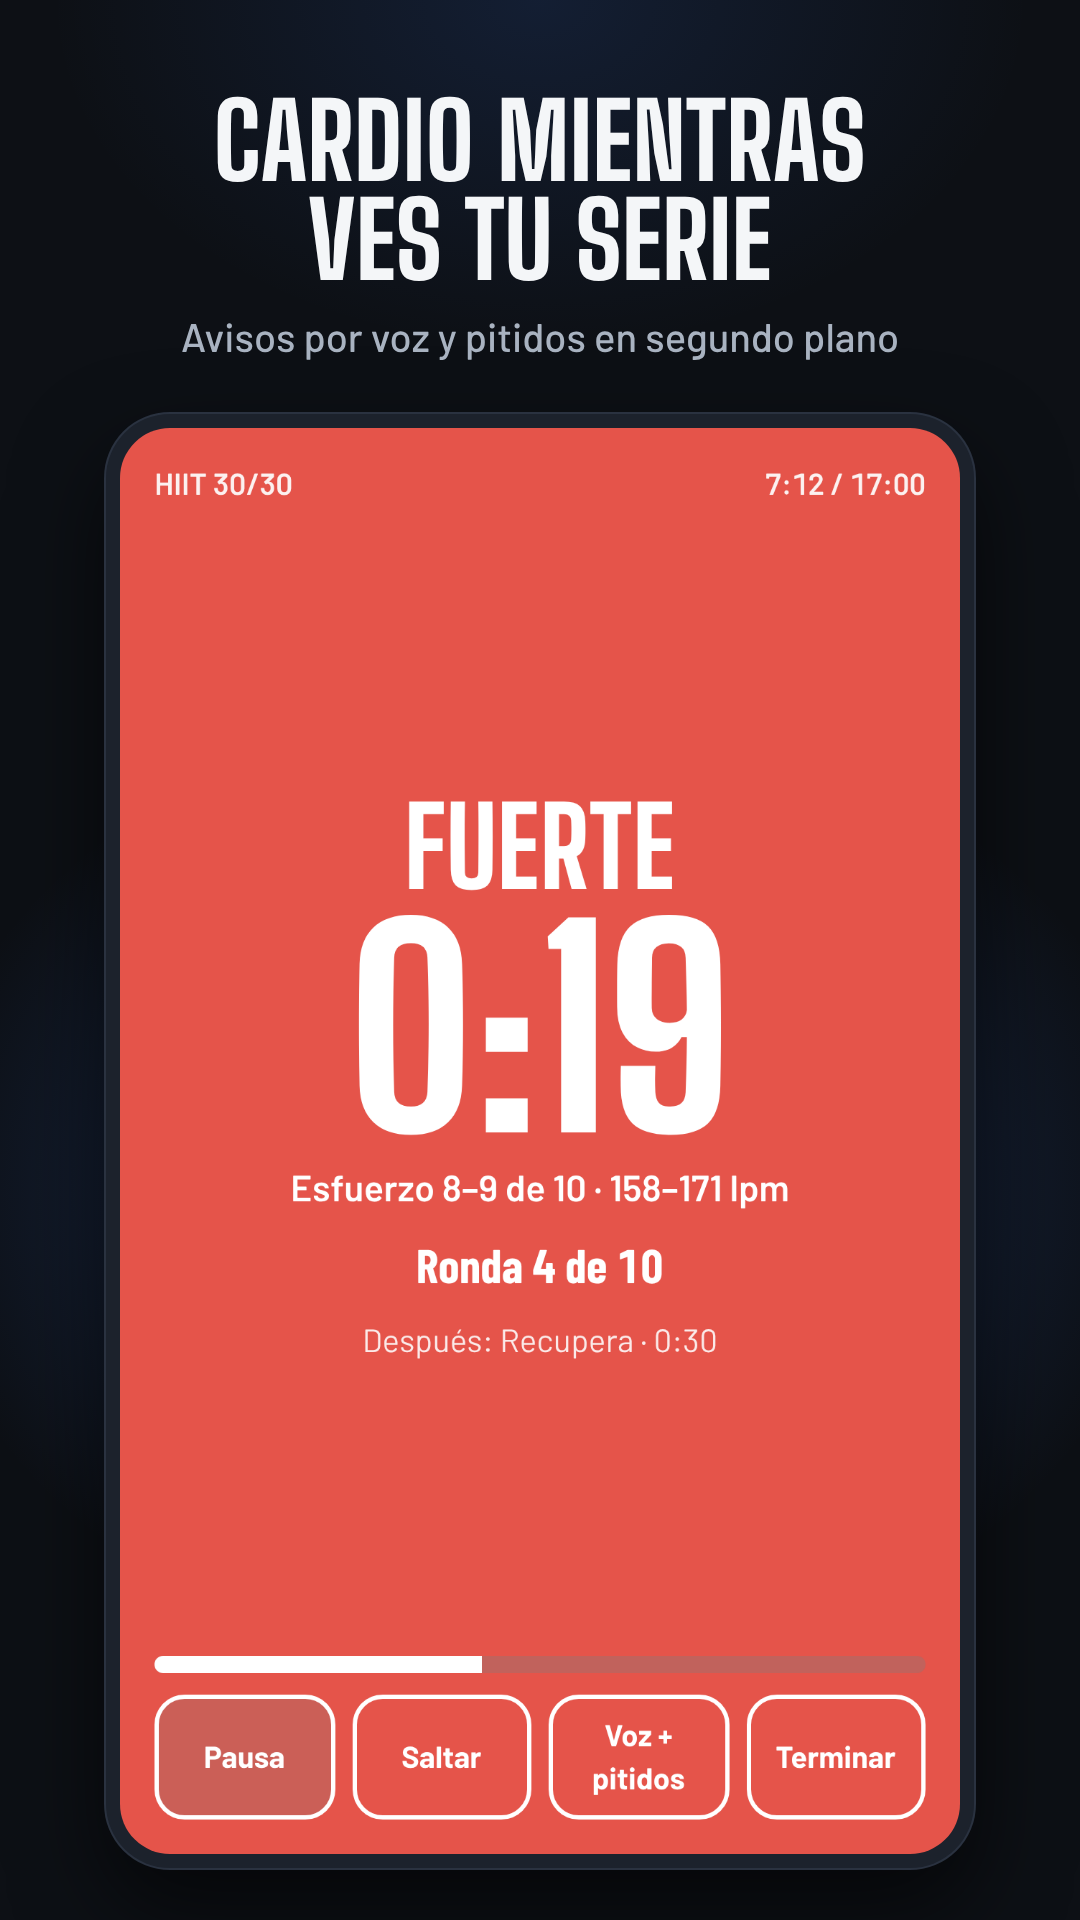 CARDIO MIENTRAS
VES TU SERIE
Avisos por voz y pitidos en segundo plano
HIIT 30/30
7:12 / 17:00
FUERTE
0:19
Esfuerzo 8–9 de 10 · 158–171 lpm
Ronda 4 de 10
Después: Recupera · 0:30
Pausa
Saltar
Voz +
pitidos
Terminar